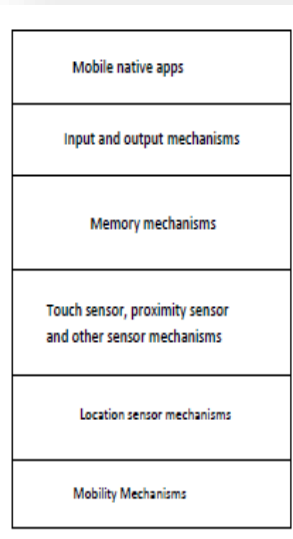 Mobile native apps
Input and output mechanisms
Memory mechanisms
Touch sensor, proximity sensor
and other sensor mechanisms
Location sensor mechanisms
Mobility Mechanisms